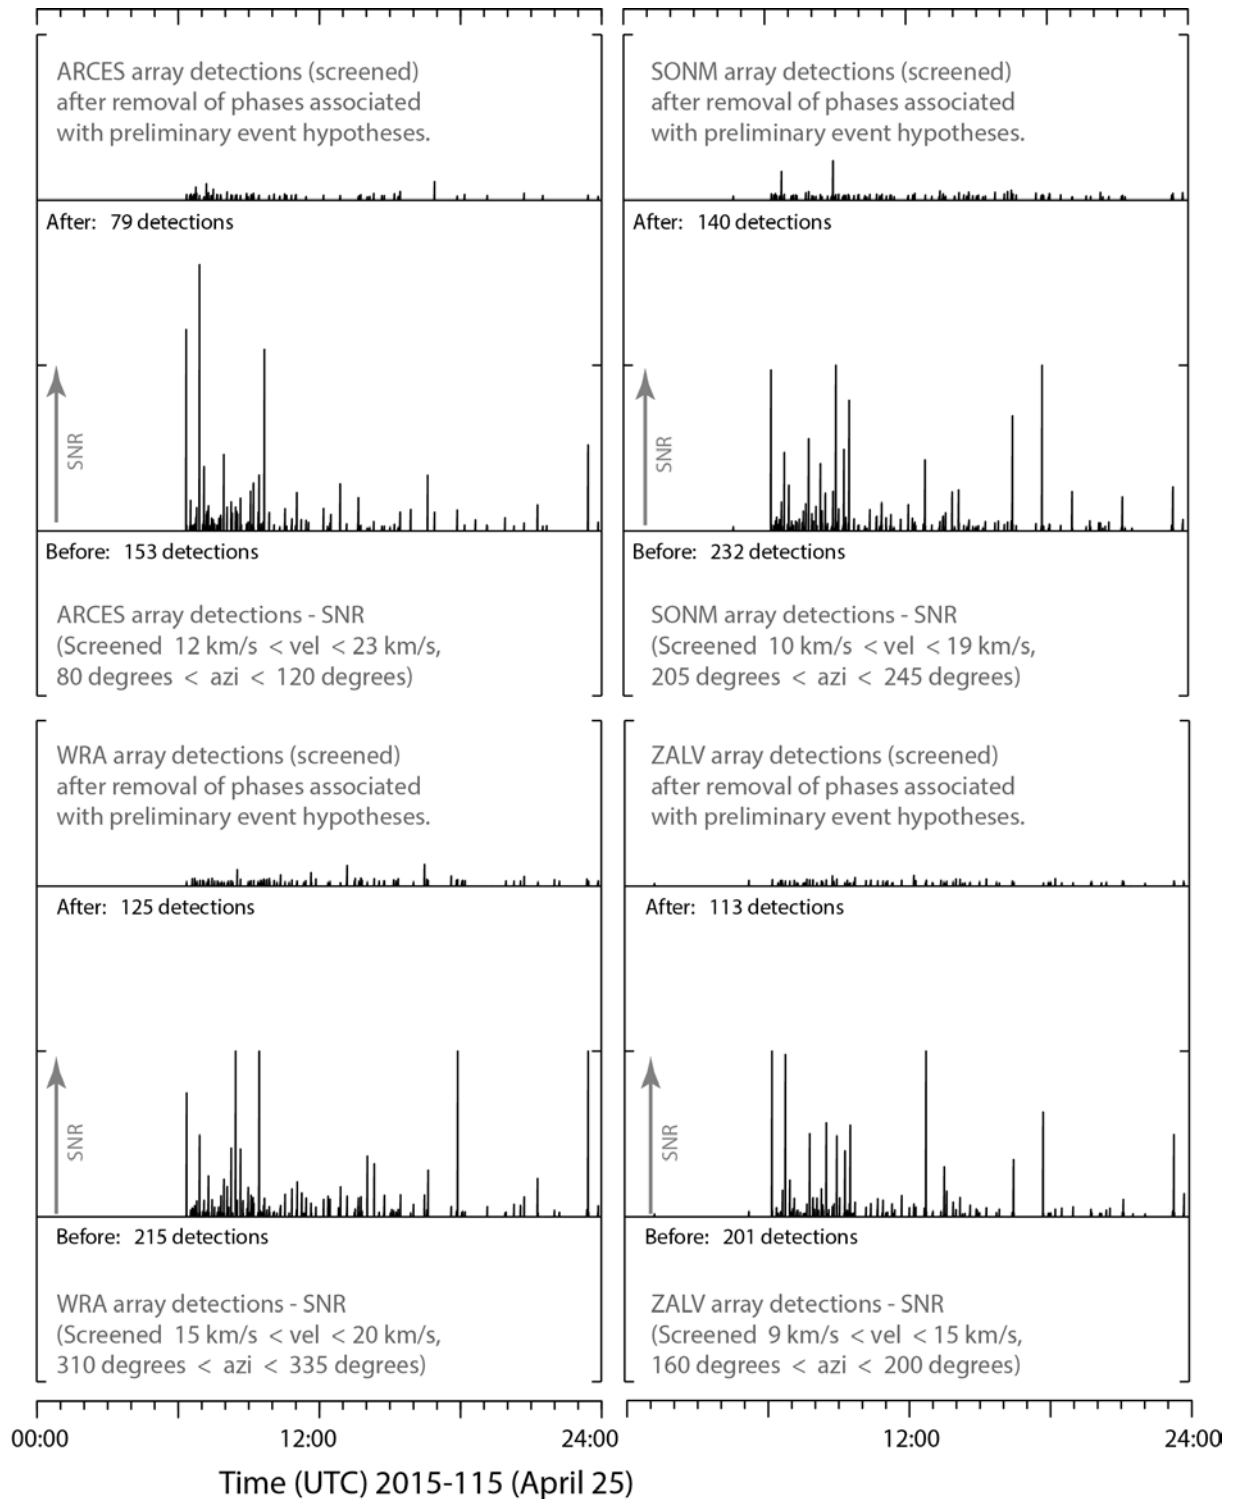 ARCES array detections (screened)
after removal of phases associated
with preliminary event hypotheses.
After: 79 detections
SNR
Before: 153 detections
ARCES array detections - SNR
(Screened 12 km/s < vel < 23 km/s,
80 degrees < azi < 120 degrees)
SONM array detections (screened)
after removal of phases associated
with preliminary event hypotheses.
After: 140 detections
SNR
Before: 232 detections
SONM array detections - SNR
(Screened 10 km/s < vel < 19 km/s,
205 degrees < azi < 245 degrees)
WRA array detections (screened)
after removal of phases associated
with preliminary event hypotheses.
After: 125 detections
SNR
Before: 215 detections
WRA array detections - SNR
(Screened 15 km/s < vel < 20 km/s,
310 degrees < azi < 335 degrees)
ZALV array detections (screened)
after removal of phases associated
with preliminary event hypotheses.
After: 113 detections
SNR
Before: 201 detections
ZALV array detections - SNR
(Screened 9 km/s < vel < 15 km/s,
160 degrees < azi < 200 degrees)
00:00 12:00 24:00 12:00 24:00
Time (UTC) 2015-115 (April 25)